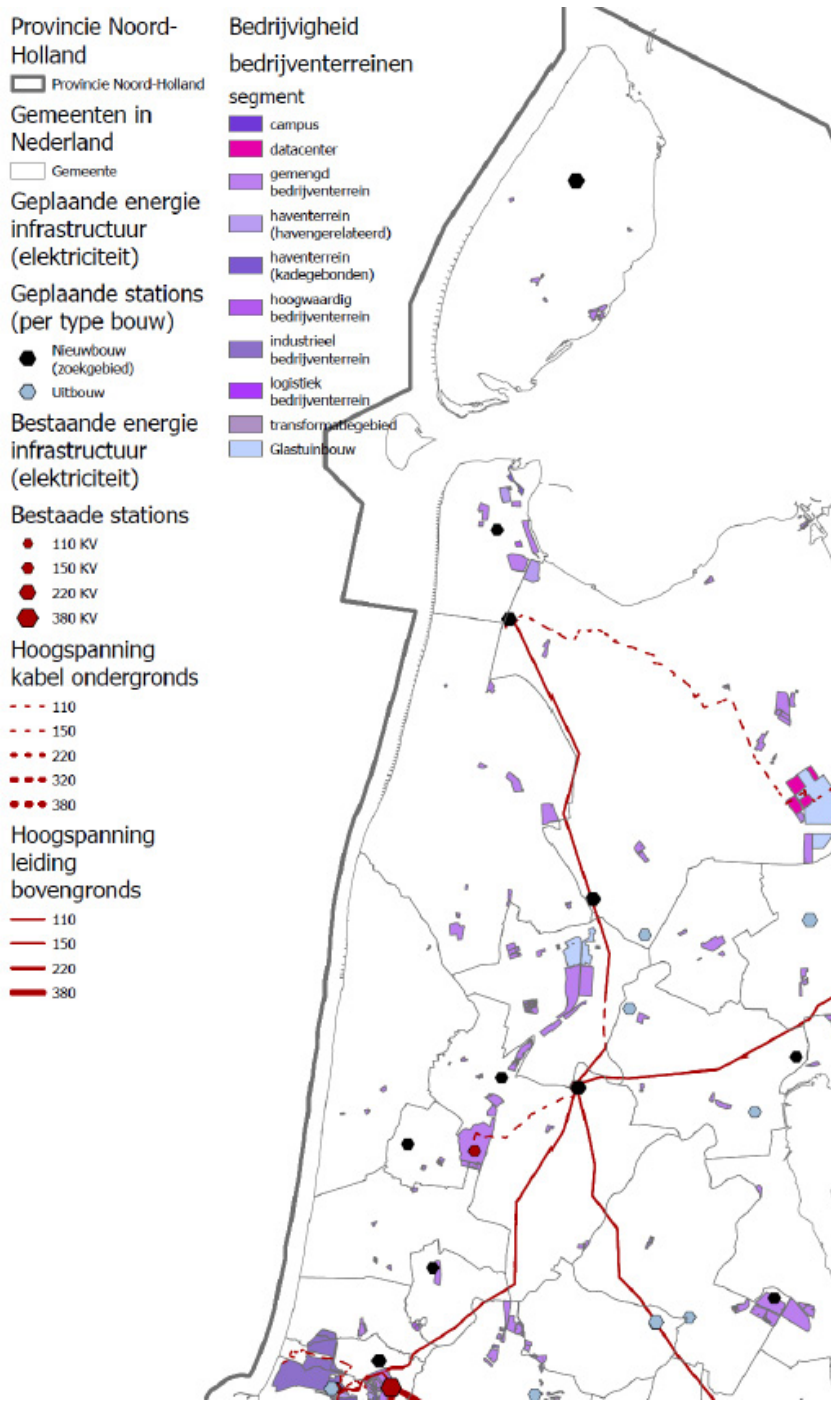 Provincie Noord-
Holland
Provincie Noord-Holland
Gemeenten in
Nederland
Gemeente
Geplande energie
infrastructuur
(elektriciteit)
Geplaande stations
(per type bouw)
Nieuwbouw
(zoekgebied)
Uitbouw
Bestaande energie
infrastructuur
(elektriciteit)
Bestaade stations
110 KV
150 KV
220 KV
380 KV
Hoogspanning
kabel ondergronds
110
150
220
320
380
Hoogspanning
leiding
bovengronds
110
150
220
380
Bedrijvigheid
bedrijventerreinen
segment
campus
datacenter
gemengd
bedrijventerrein
haventerrein
(havengerelateerd)
haventerrein
(kadegebonden)
hoogwaardig
bedrijventerrein
industrieel
bedrijventerrein
logistiek
bedrijventerrein
transformatiegebied
Glastuinbouw